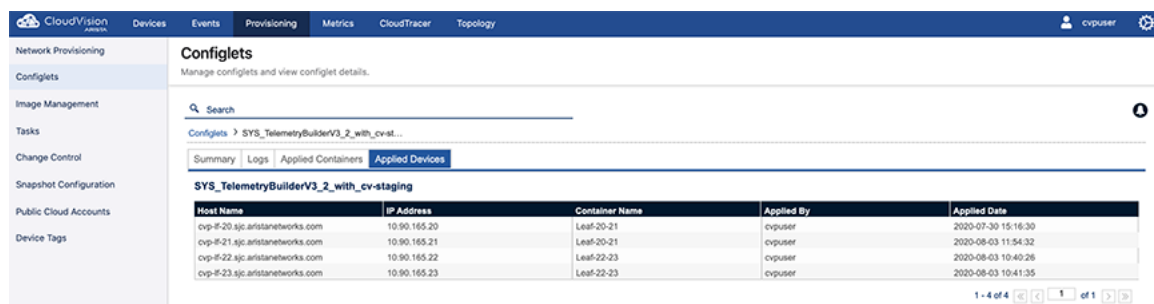 CloudVision
ARISTA
Devices Events Provisioning Metrics CloudTracer Topology cvpuser
Network Provisioning
Configlets
Image Management
Tasks
Change Control
Snapshot Configuration
Public Cloud Accounts
Device Tags
Configlets
Manage configlets and view configlet details.
Search
Configlets > SYS_TelemetryBuilderV3_2_with_cv-st...
Summary Logs Applied Containers Applied Devices
SYS_TelemetryBuilderV3_2_with_cv-staging
Host Name IP Address Container Name Applied By Applied Date
cvp-lf-20.sjc.aristanetworks.com 10.90.165.20 Leaf-20-21 cvpuser 2020-07-30 15:16:30
cvp-lf-21.sjc.aristanetworks.com 10.90.165.21 Leaf-20-21 cvpuser 2020-08-03 11:54:32
cvp-lf-22.sjc.aristanetworks.com 10.90.165.22 Leaf-22-23 cvpuser 2020-08-03 10:40:26
cvp-lf-23.sjc.aristanetworks.com 10.90.165.23 Leaf-22-23 cvpuser 2020-08-03 10:41:35
1 - 4 of 4 « < 1 of 1 > »